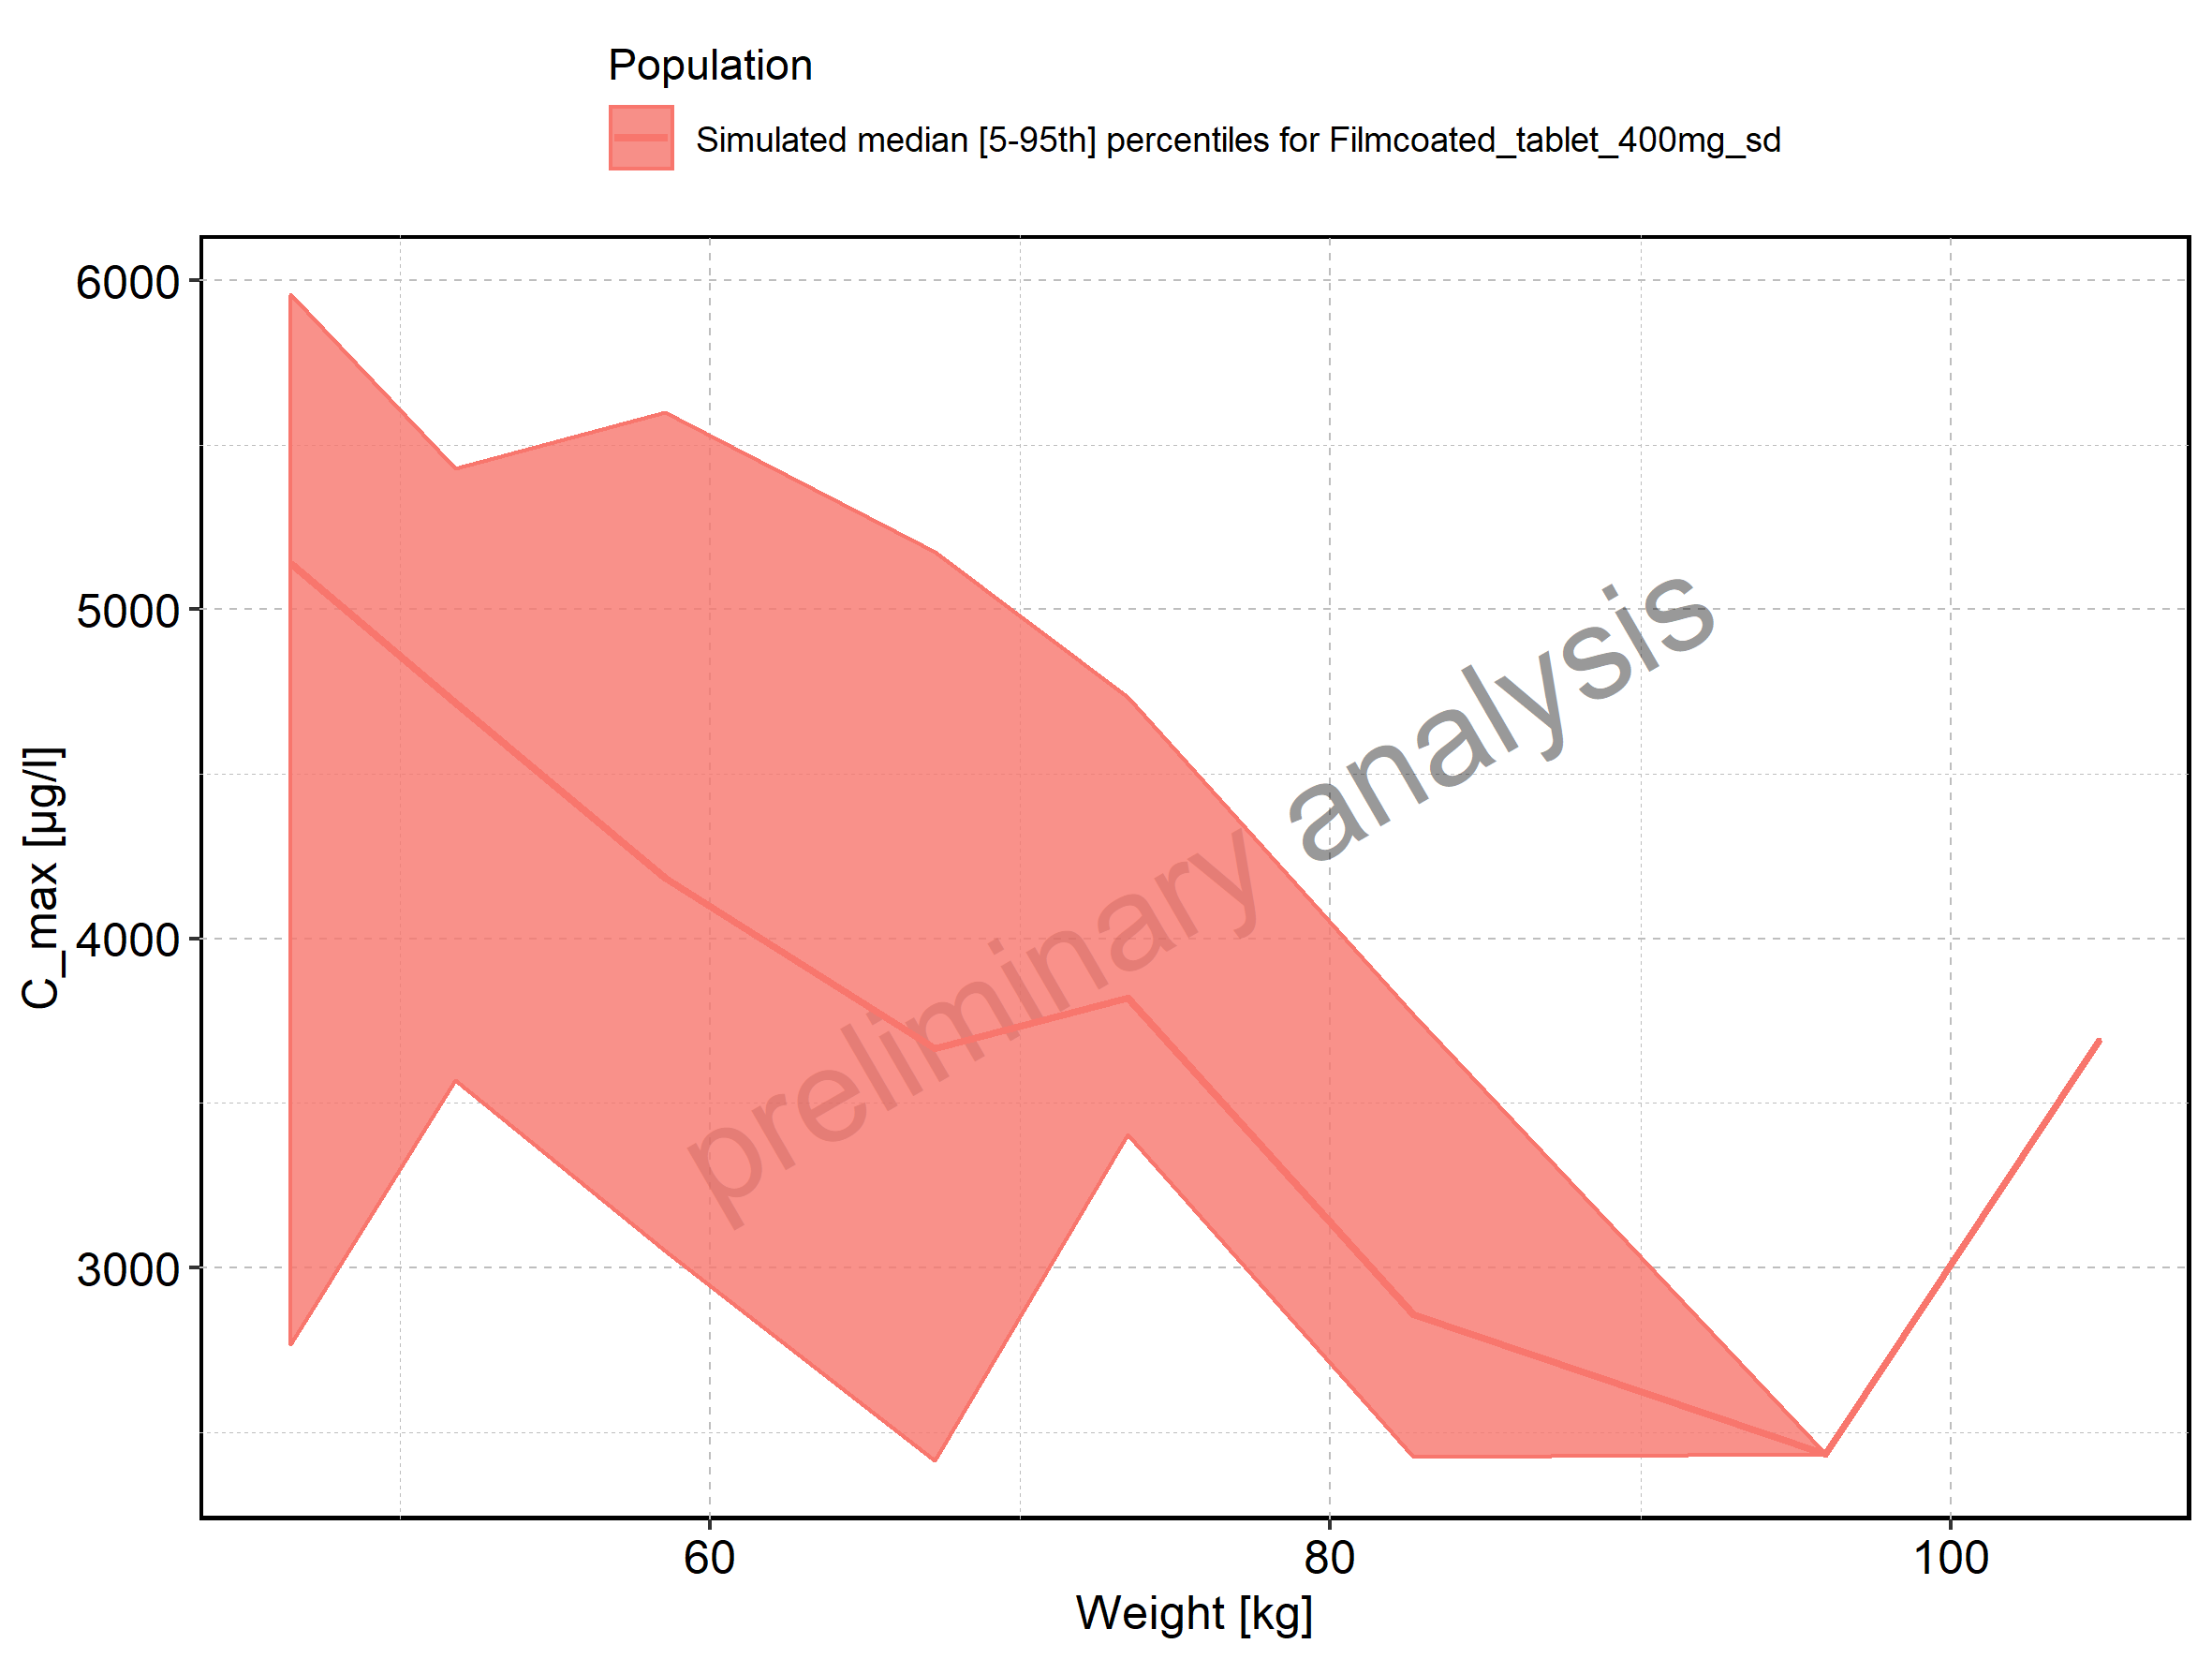 Population
Simulated median [5-95th] percentiles for Filmcoated_tablet_400mg_sd
C_max [µg/l]
6000
5000
4000
3000
preliminary analysis
60
80
100
Weight [kg]